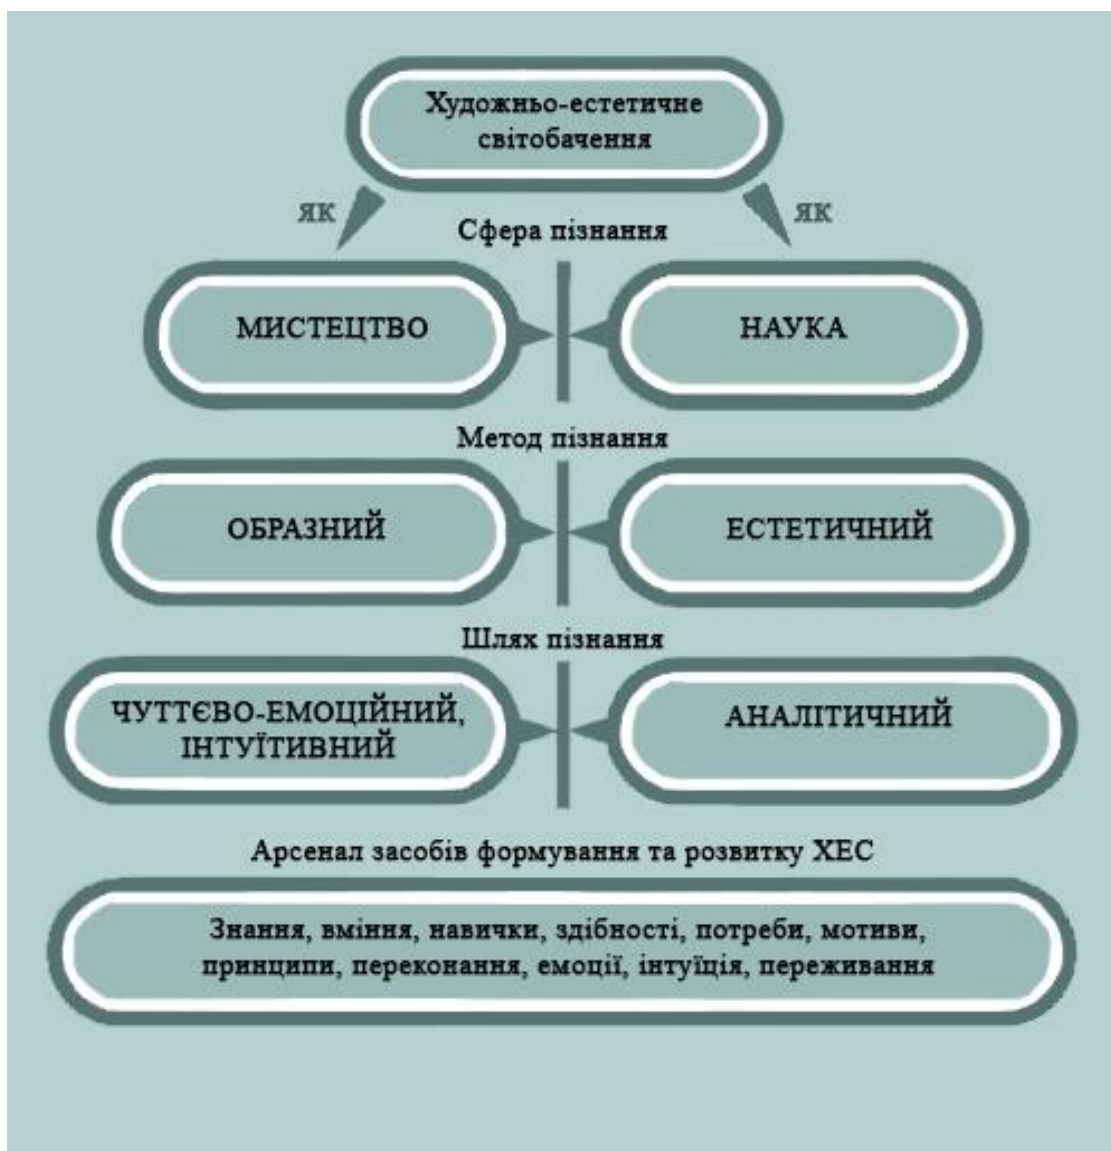 Художньо-естетичне
світобачення
як
як
Сфера пізнання
МИСТЕЦТВО
НАУКА
Метод пізнання
ОБРАЗНИЙ
ЕСТЕТИЧНИЙ
Шлях пізнання
ЧУТТЄВО-ЕМОЦІЙНИЙ,
ІНТУЇТИВНИЙ
АНАЛІТИЧНИЙ
Арсенал засобів формування та розвитку ХЕС
Знання, вміння, навички, здібності, потреби, мотиви,
принципи, переконання, емоції, інтуїція, переживання